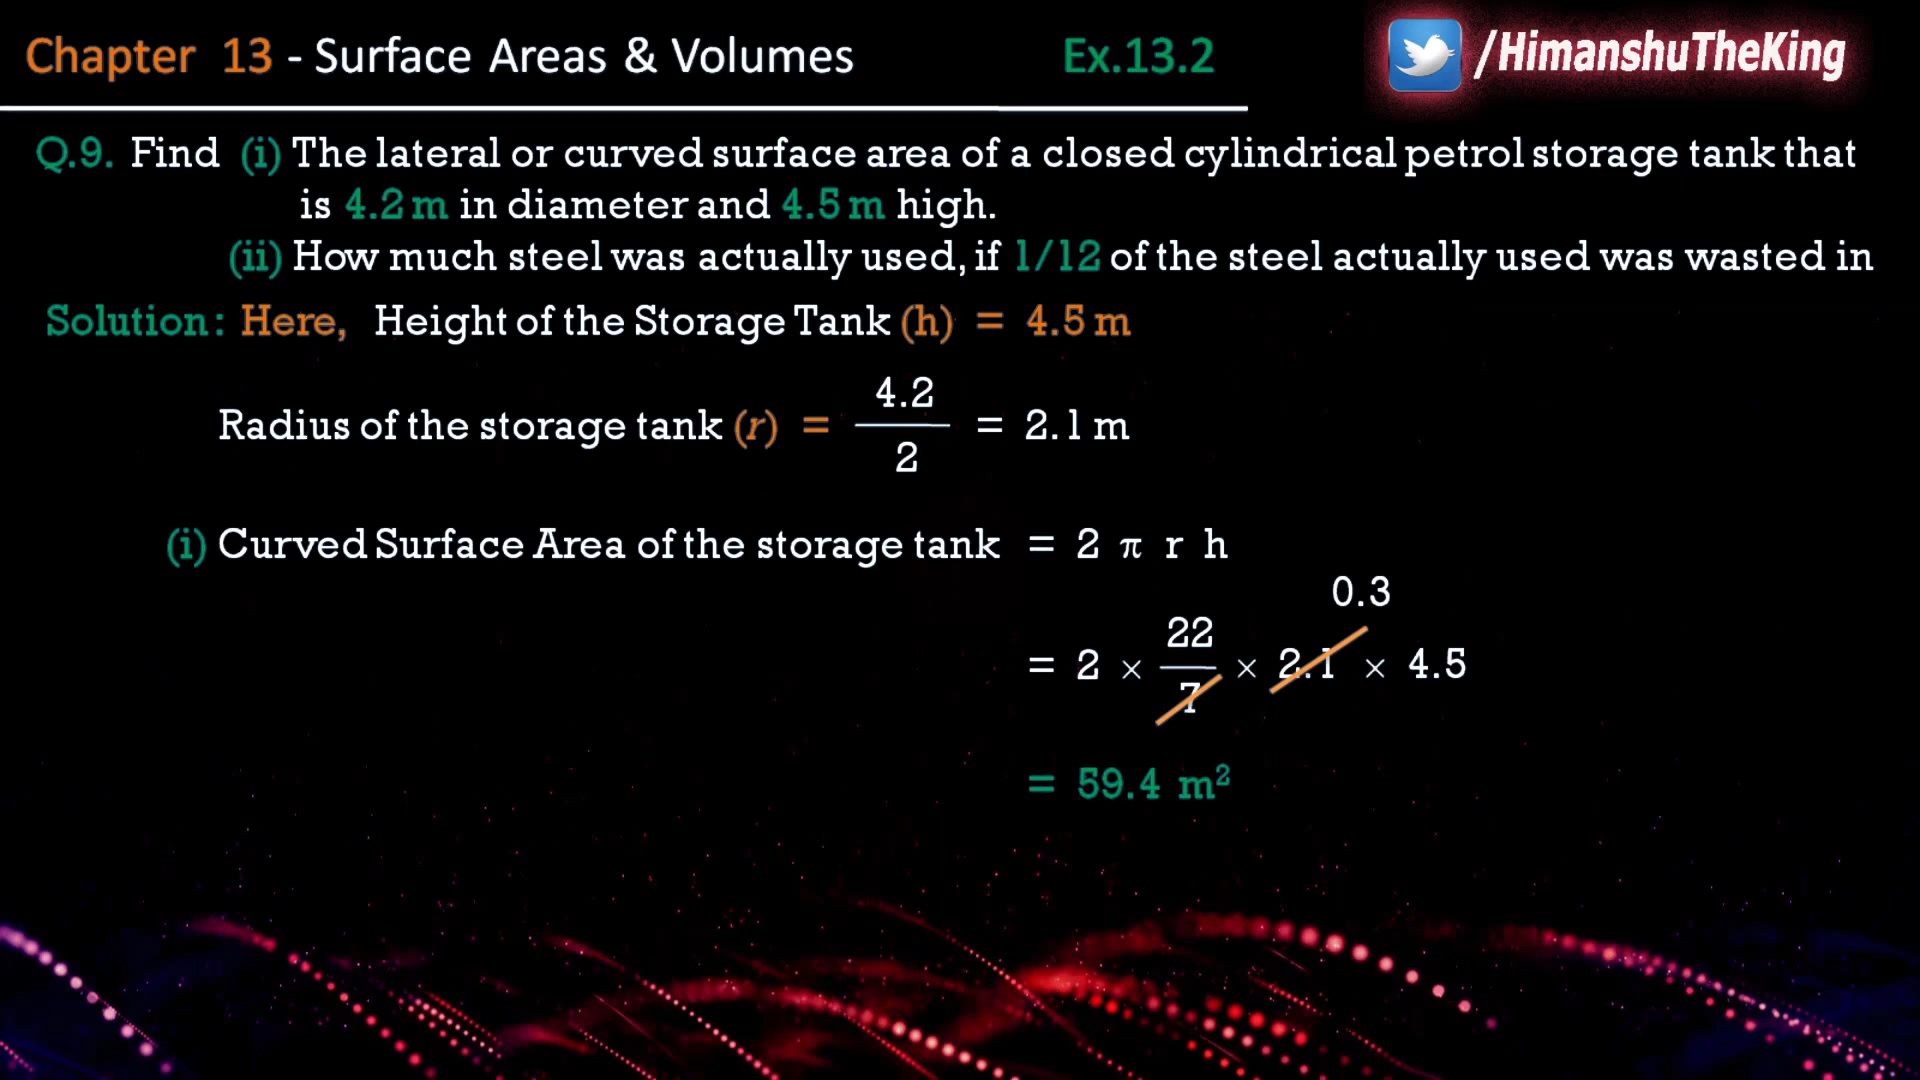 Chapter 13 - Surface Areas & Volumes Ex.13.2 /HimanshuTheKing
Q.9. Find (i) The lateral or curved surface area of a closed cylindrical petrol storage tank that
is 4.2 m in diameter and 4.5 m high.
(ii) How much steel was actually used, if 1/12 of the steel actually used was wasted in
Solution: Here, Height of the Storage Tank (h) = 4.5 m
Radius of the storage tank (r) = 4.2/2 = 2.1 m
(i) Curved Surface Area of the storage tank = 2 π r h
0.3
= 2 × 22/7 × 2.1 × 4.5
= 59.4 m²